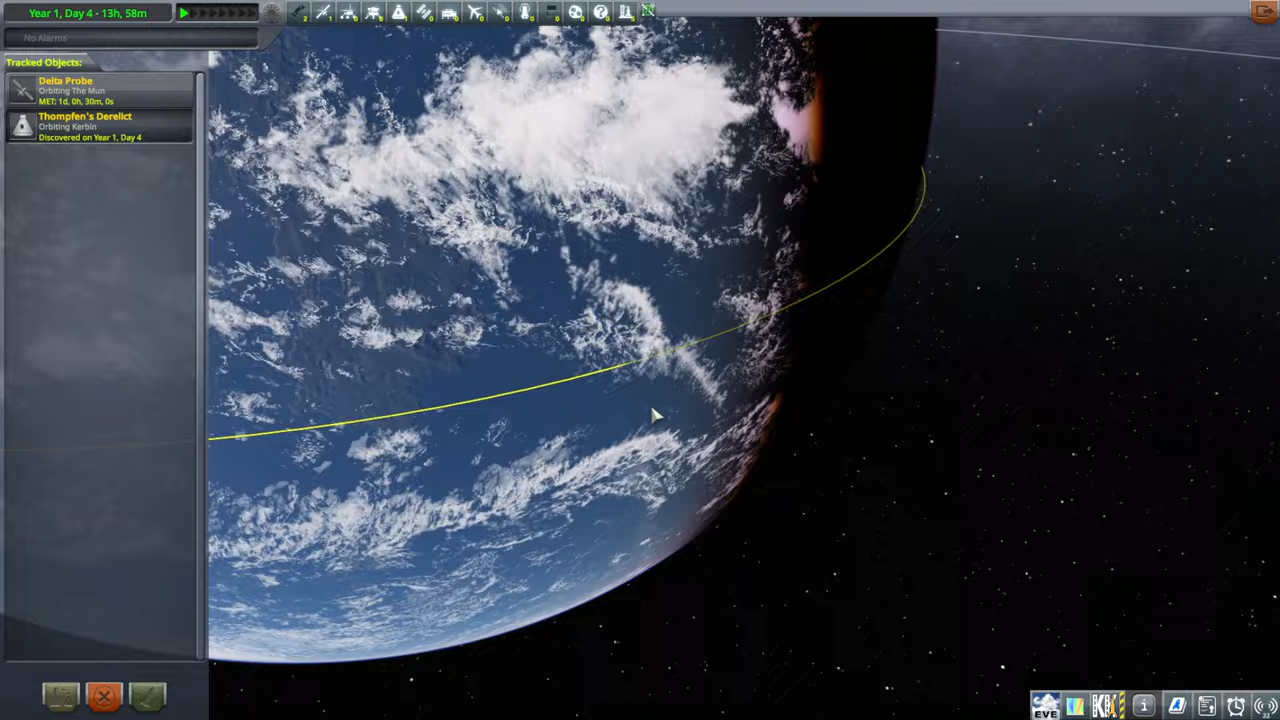 Year 1, Day 4 - 13h, 58m
No Alarms
Tracked Objects:
Delta Probe
Orbiting The Mun
MET: 1d, 0h, 30m, 0s
Thompfen's Derelict
Orbiting Kerbin
Discovered on Year 1, Day 4
EVE